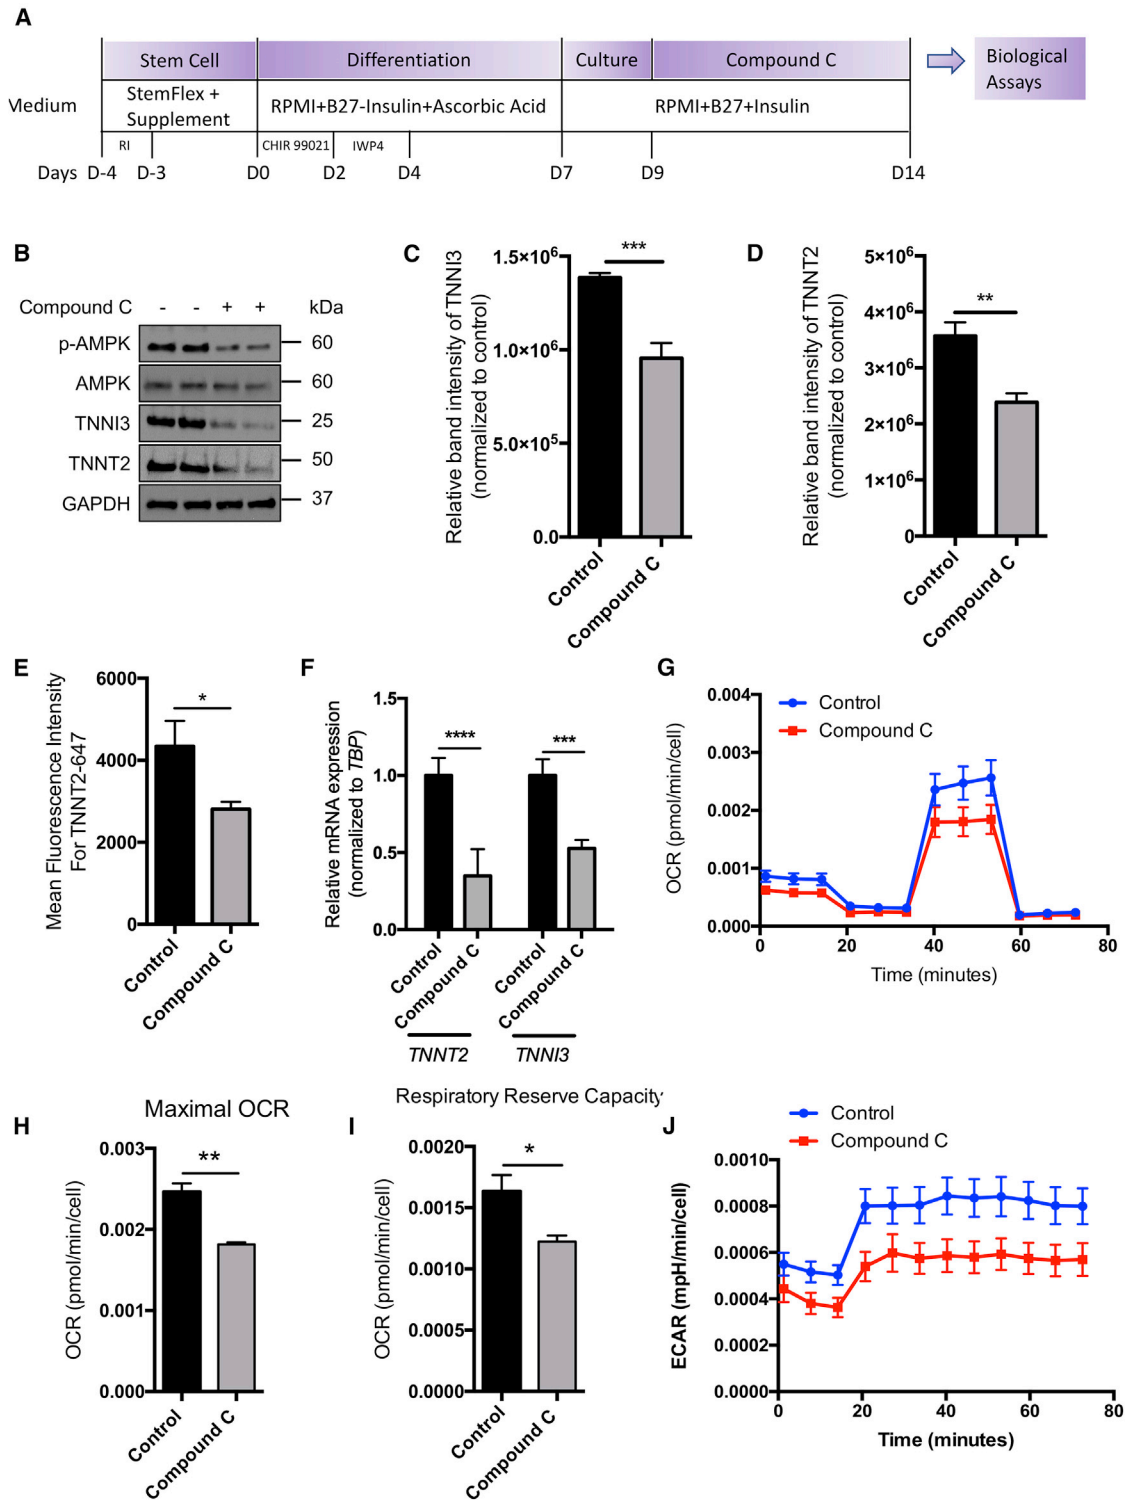 A
Stem Cell
Differentiation
Culture
Compound C
Biological
Assays
Medium
StemFlex +
Supplement
RPMI+B27-Insulin+Ascorbic Acid
RPMI+B27+Insulin
RI
CHIR 99021
IWP4
Days D-4 D-3 D0 D2 D4 D7 D9 D14
B
Compound C - - + + kDa
p-AMPK 60
AMPK 60
TNNI3 25
TNNT2 50
GAPDH 37
C
Relative band intensity of TNNI3
(normalized to control)
1.5×10⁶
1.0×10⁶
5.0×10⁵
0.0
***
Control
Compound C
D
Relative band intensity of TNNT2
(normalized to control)
5×10⁶
4×10⁶
3×10⁶
2×10⁶
1×10⁶
0
**
Control
Compound C
E
Mean Fluorescence Intensity
For TNNT2-647
6000
4000
2000
0
*
Control
Compound C
F
Relative mRNA expression
(normalized to TBP)
1.5
1.0
0.5
0.0
****
***
Control
Compound C
Control
Compound C
TNNT2
TNNI3
G
OCR (pmol/min/cell)
0.004
0.003
0.002
0.001
0.000
Control
Compound C
0 20 40 60 80
Time (minutes)
H
Maximal OCR
OCR (pmol/min/cell)
0.003
0.002
0.001
0.000
**
Control
Compound C
I
Respiratory Reserve Capacity
OCR (pmol/min/cell)
0.0020
0.0015
0.0010
0.0005
0.0000
*
Control
Compound C
J
Control
Compound C
ECAR (mpH/min/cell)
0.0010
0.0008
0.0006
0.0004
0.0002
0.0000
0 20 40 60 80
Time (minutes)